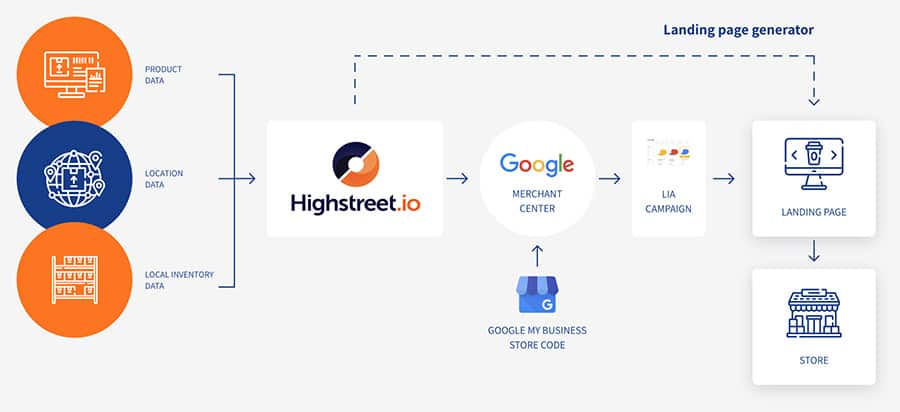 Landing page generator
PRODUCT
DATA
LOCATION
DATA
LOCAL INVENTORY
DATA
Highstreet.io
Google
MERCHANT
CENTER
LIA
CAMPAIGN
LANDING PAGE
G
GOOGLE MY BUSINESS
STORE CODE
STORE